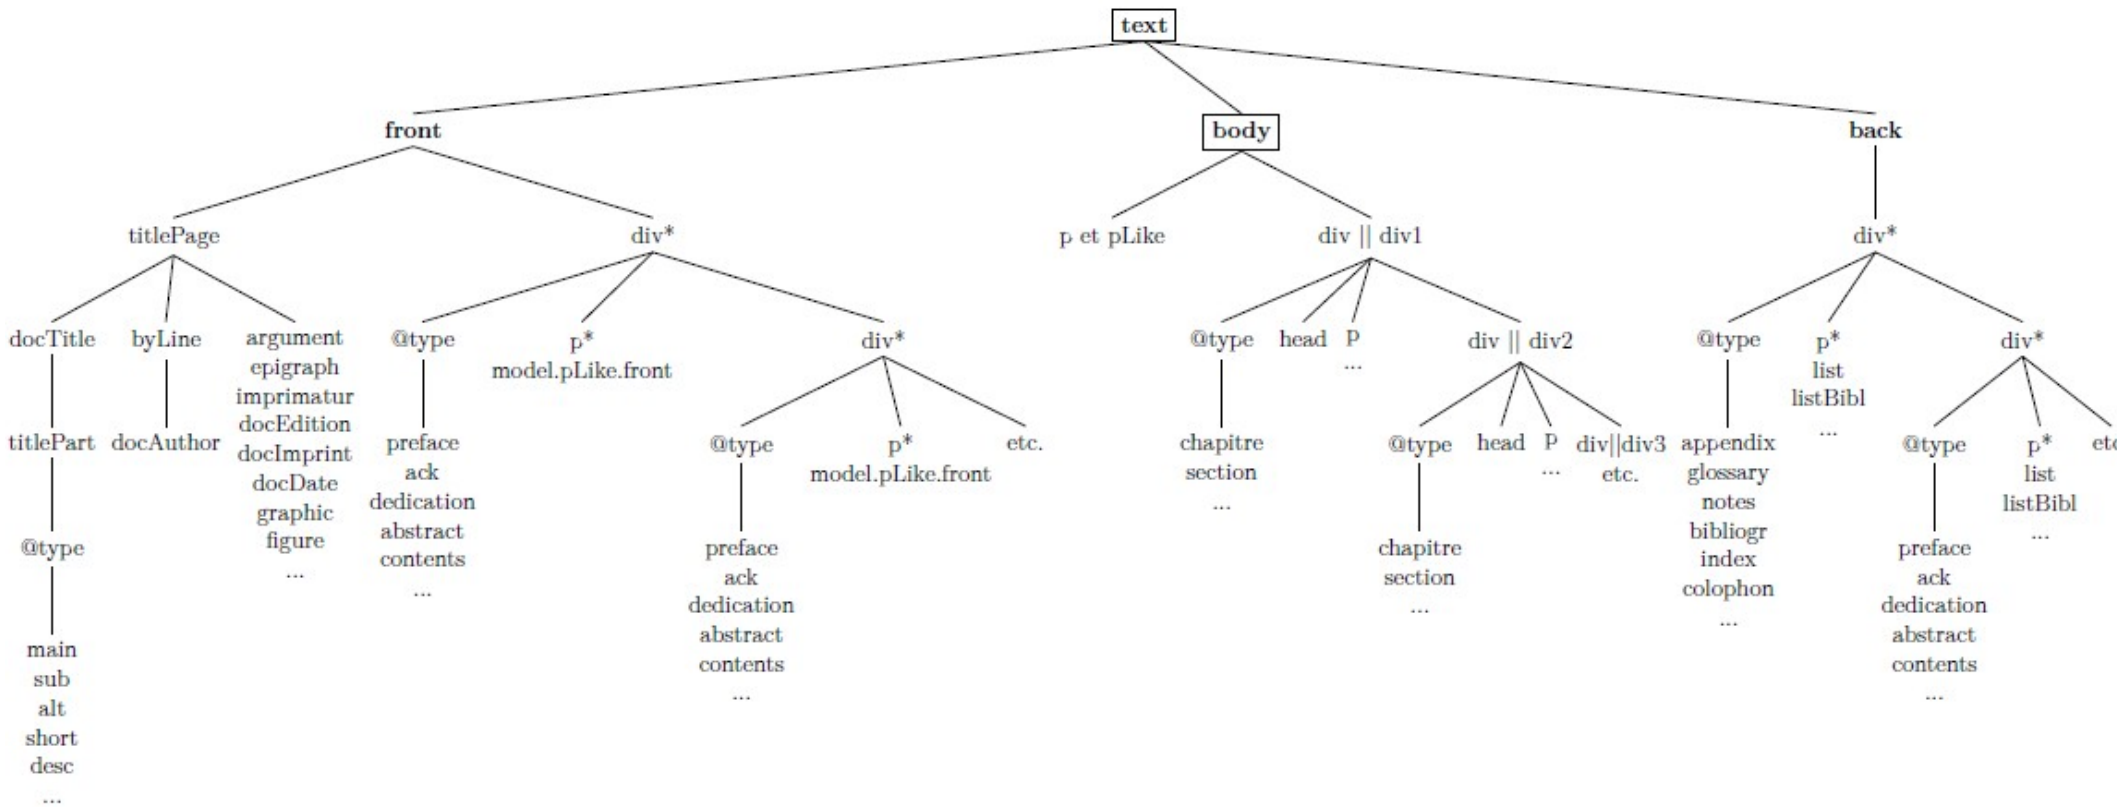 text
front body back
titlePage div* p et pLike div || div1 div*
docTitle byLine argument @type p* div* @type head p div || div2 @type p* div*
epigraph model.pLike.front ... list
imprimatur listBibl
docEdition ...
titlePart docAuthor docImprint preface @type p* etc. chapitre @type head p div||div3 appendix @type p* etc
docDate ack model.pLike.front section ... etc. glossary list
graphic dedication ... notes listBibl
figure abstract bibliogr ...
@type ... contents preface chapitre index preface
... ack section colophon ack
dedication ... ... dedication
main abstract abstract
sub contents contents
alt ... ...
short
desc
...